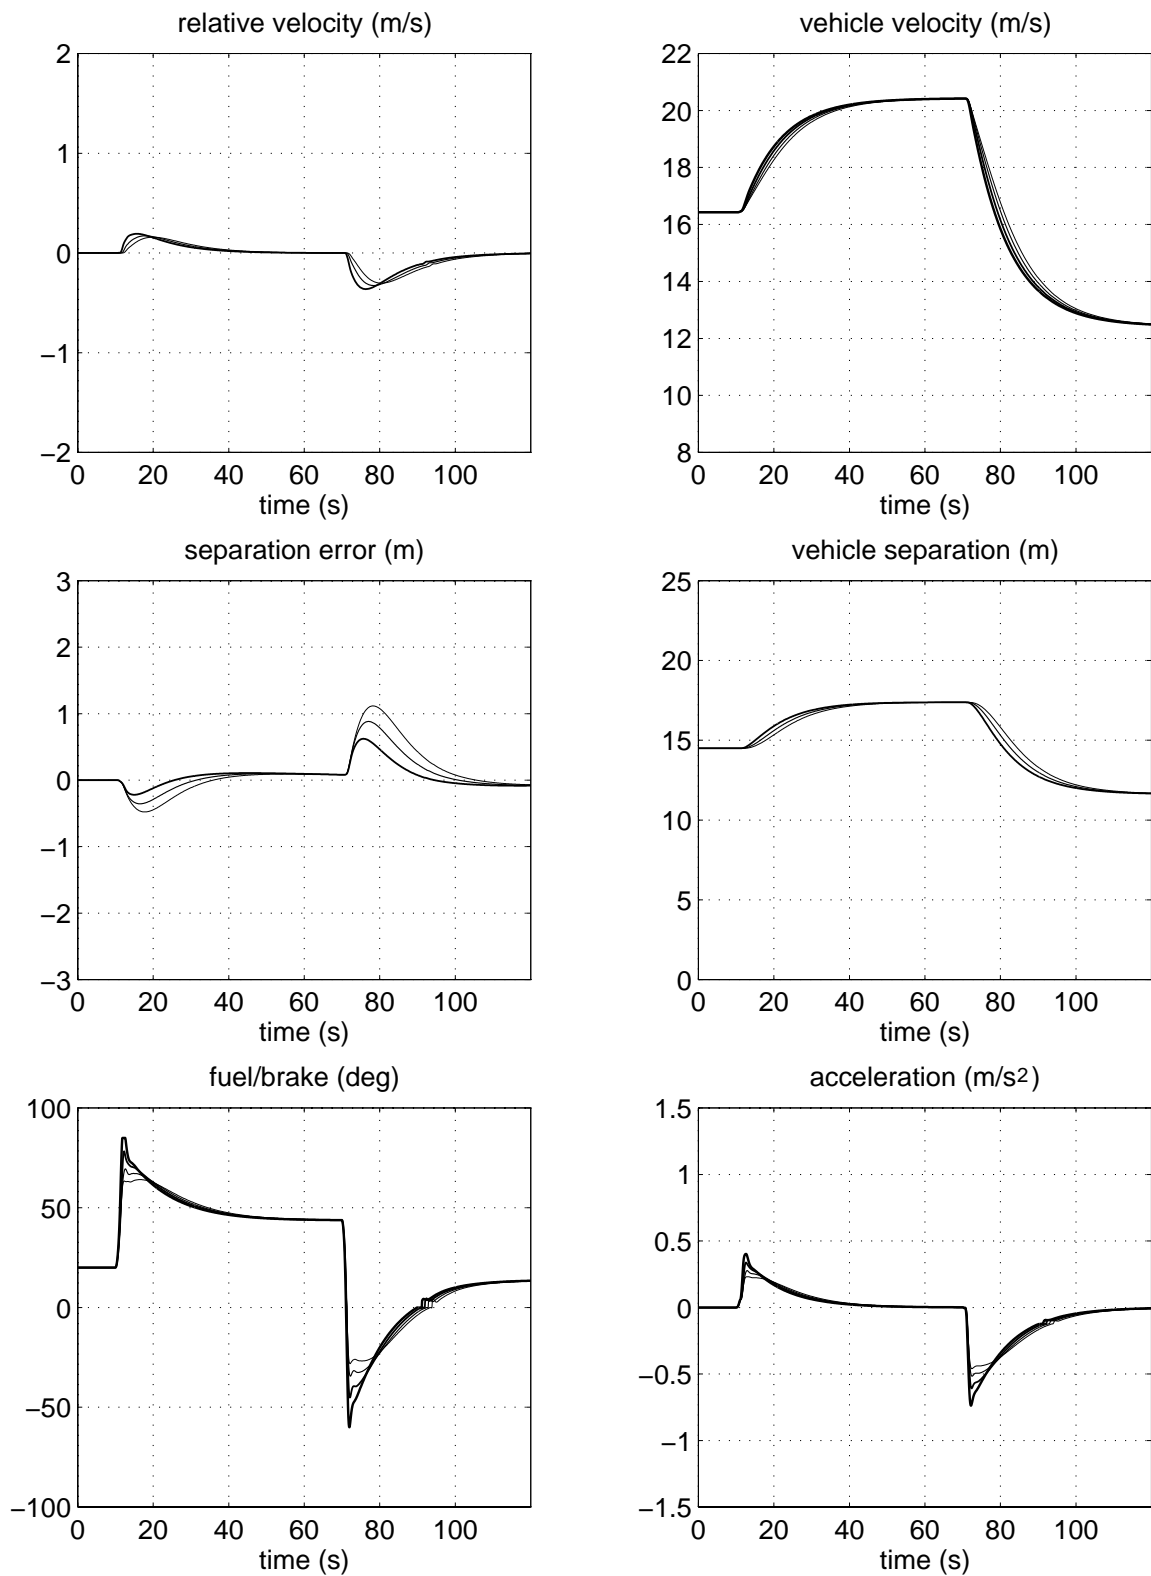 relative velocity (m/s)
2
1
0
−1
−2
0 20 40 60 80 100
time (s)
vehicle velocity (m/s)
22
20
18
16
14
12
10
8
0 20 40 60 80 100
time (s)
separation error (m)
3
2
1
0
−1
−2
−3
0 20 40 60 80 100
time (s)
vehicle separation (m)
25
20
15
10
5
0
0 20 40 60 80 100
time (s)
fuel/brake (deg)
100
50
0
−50
−100
0 20 40 60 80 100
time (s)
acceleration (m/s2)
1.5
1
0.5
0
−0.5
−1
−1.5
0 20 40 60 80 100
time (s)